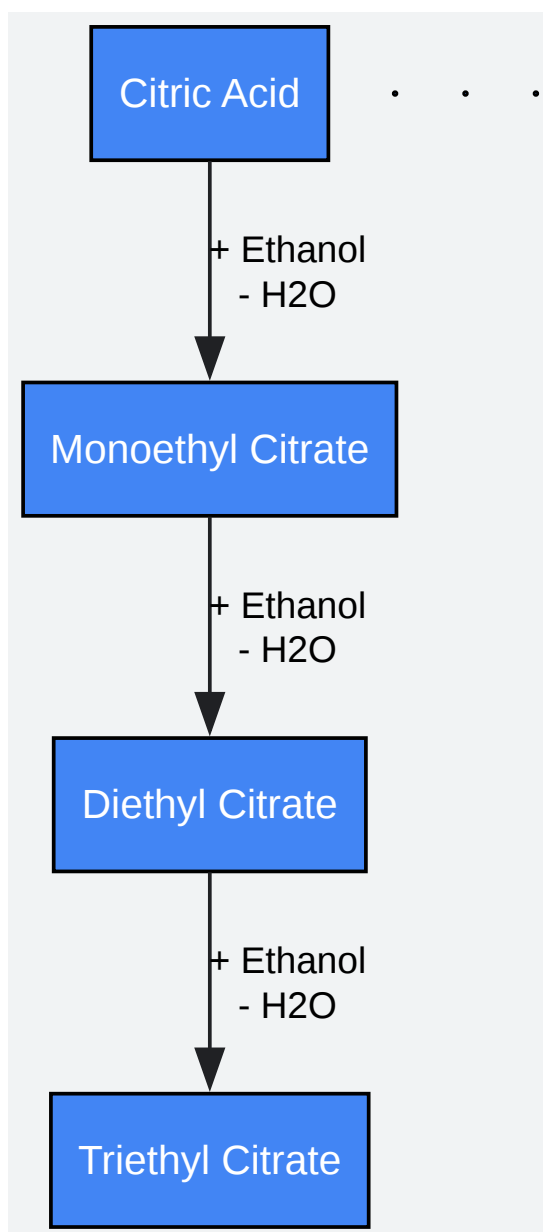 Citric Acid
+ Ethanol
- H2O
Monoethyl Citrate
+ Ethanol
- H2O
Diethyl Citrate
+ Ethanol
- H2O
Triethyl Citrate